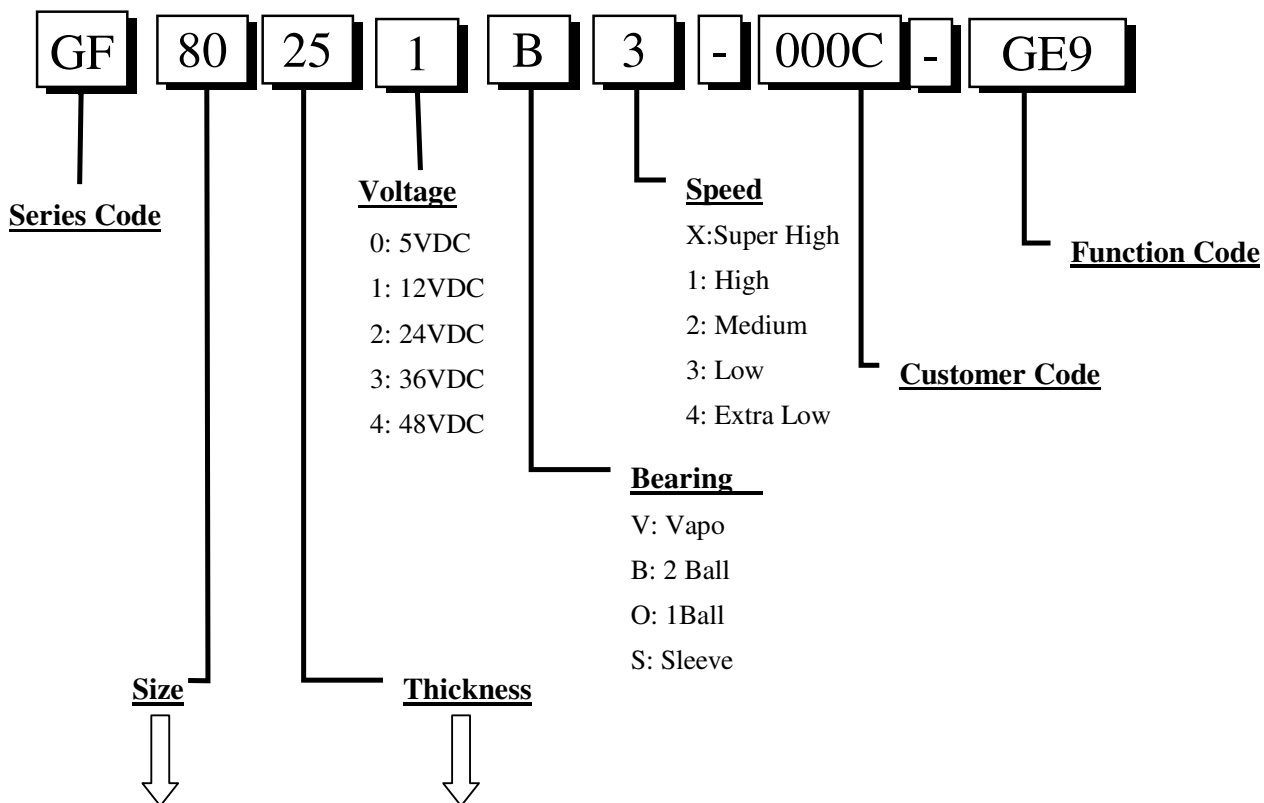 GF 80 25 1 B 3 - 000C - GE9
Series Code
Voltage
0: 5VDC
1: 12VDC
2: 24VDC
3: 36VDC
4: 48VDC
Speed
X:Super High
1: High
2: Medium
3: Low
4: Extra Low
Function Code
Customer Code
Bearing
V: Vapo
B: 2 Ball
O: 1Ball
S: Sleeve
Size
Thickness